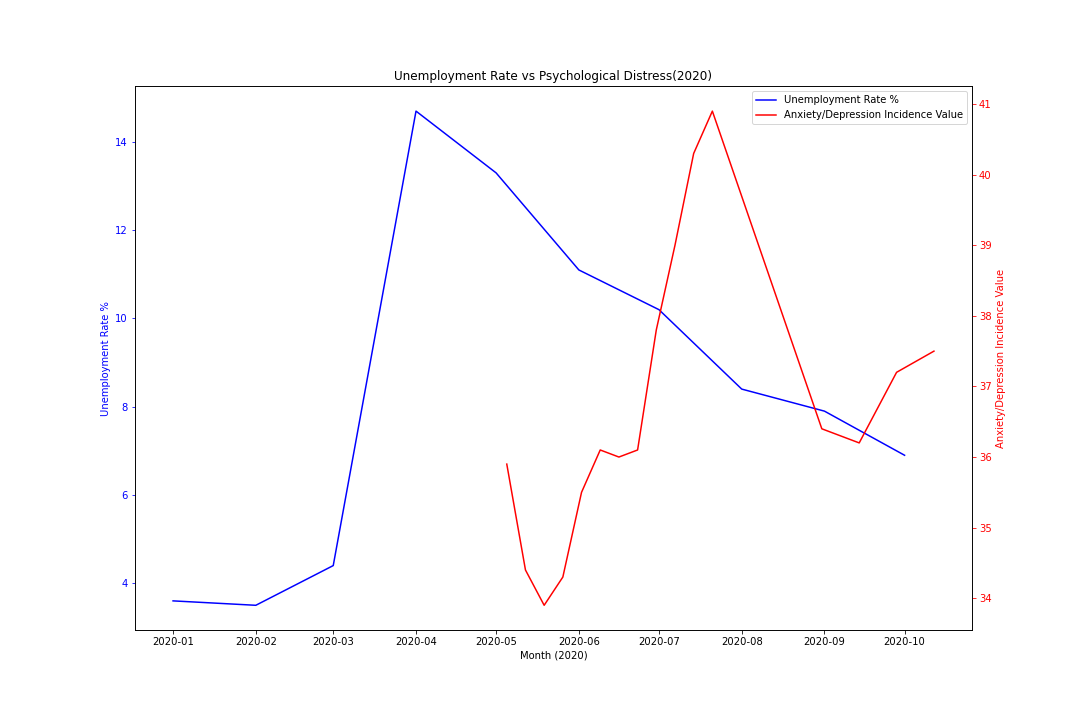 Unemployment Rate vs Psychological Distress(2020)
Unemployment Rate %
Anxiety/Depression Incidence Value
14
12
10
8
6
4
Unemployment Rate %
41
40
39
38
37
36
35
34
Anxiety/Depression Incidence Value
2020-01 2020-02 2020-03 2020-04 2020-05 2020-06 2020-07 2020-08 2020-09 2020-10
Month (2020)